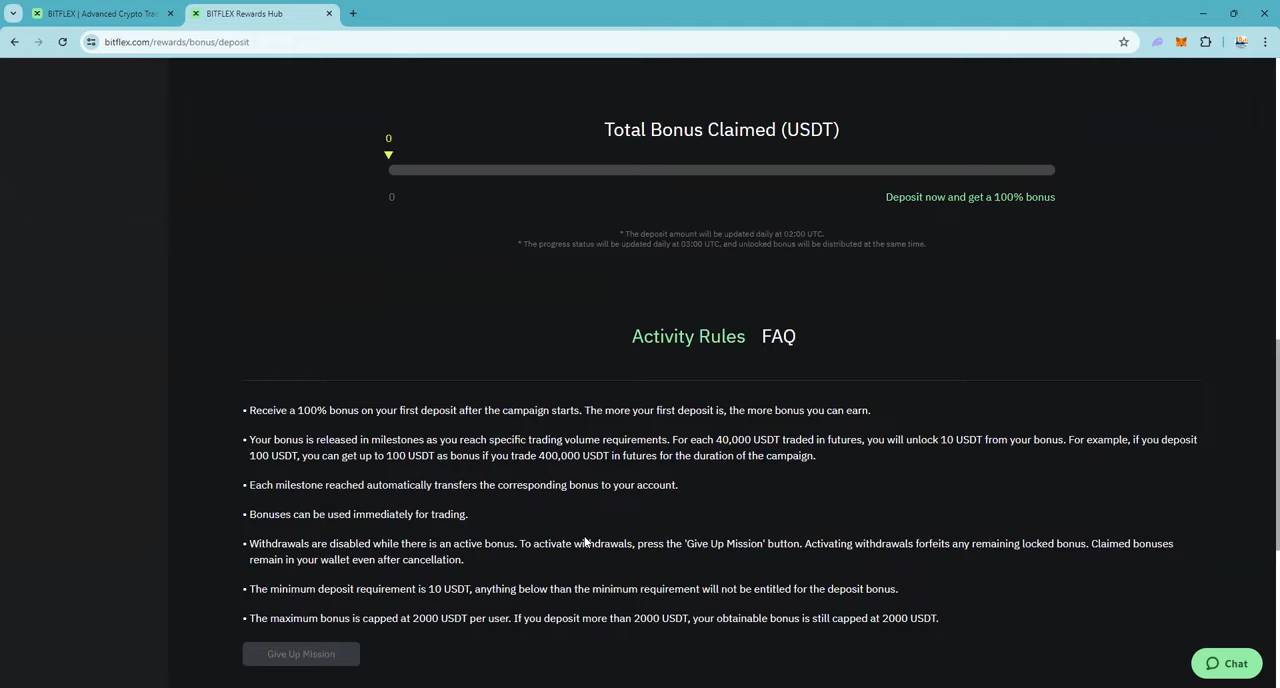 BITFLEX | Advanced Crypto Tra
BITFLEX Rewards Hub
bitflex.com/rewards/bonus/deposit
Total Bonus Claimed (USDT)
0
0
Deposit now and get a 100% bonus
* The deposit amount will be updated daily at 02:00 UTC.
* The progress status will be updated daily at 03:00 UTC, and unlocked bonus will be distributed at the same time.
Activity Rules FAQ
• Receive a 100% bonus on your first deposit after the campaign starts. The more your first deposit is, the more bonus you can earn.
• Your bonus is released in milestones as you reach specific trading volume requirements. For each 40,000 USDT traded in futures, you will unlock 10 USDT from your bonus. For example, if you deposit
100 USDT, you can get up to 100 USDT as bonus if you trade 400,000 USDT in futures for the duration of the campaign.
• Each milestone reached automatically transfers the corresponding bonus to your account.
• Bonuses can be used immediately for trading.
• Withdrawals are disabled while there is an active bonus. To activate withdrawals, press the 'Give Up Mission' button. Activating withdrawals forfeits any remaining locked bonus. Claimed bonuses
remain in your wallet even after cancellation.
• The minimum deposit requirement is 10 USDT, anything below than the minimum requirement will not be entitled for the deposit bonus.
• The maximum bonus is capped at 2000 USDT per user. If you deposit more than 2000 USDT, your obtainable bonus is still capped at 2000 USDT.
Give Up Mission
Chat